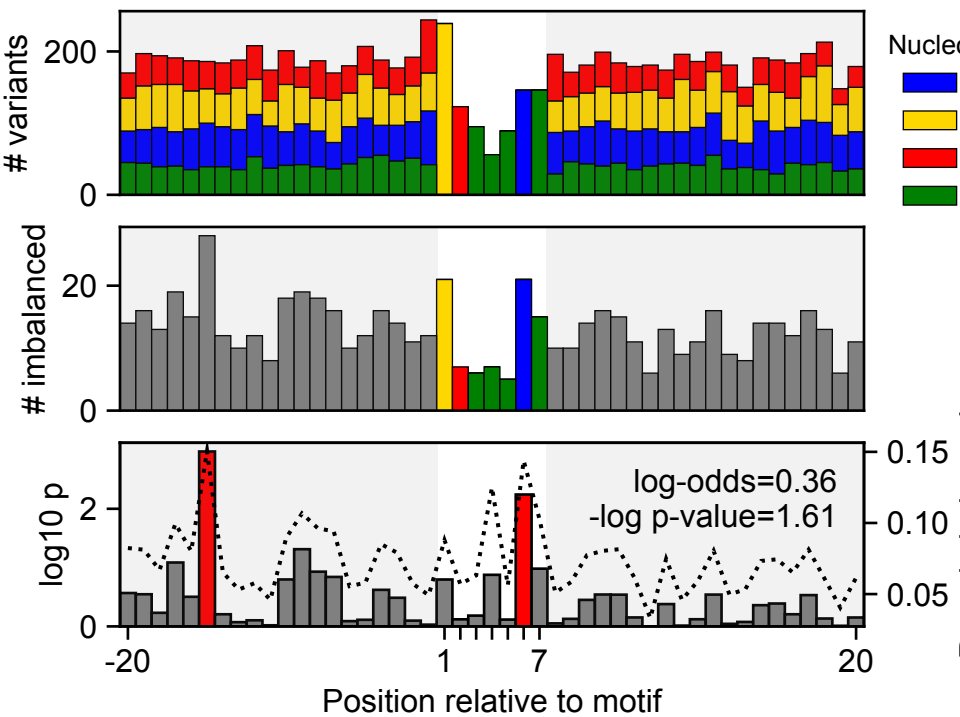 # variants
200
0
Nucleo
# imbalanced
20
0
log10 p
2
0
log-odds=0.36
-log p-value=1.61
0.15
0.10
0.05
-20
1
7
20
Position relative to motif